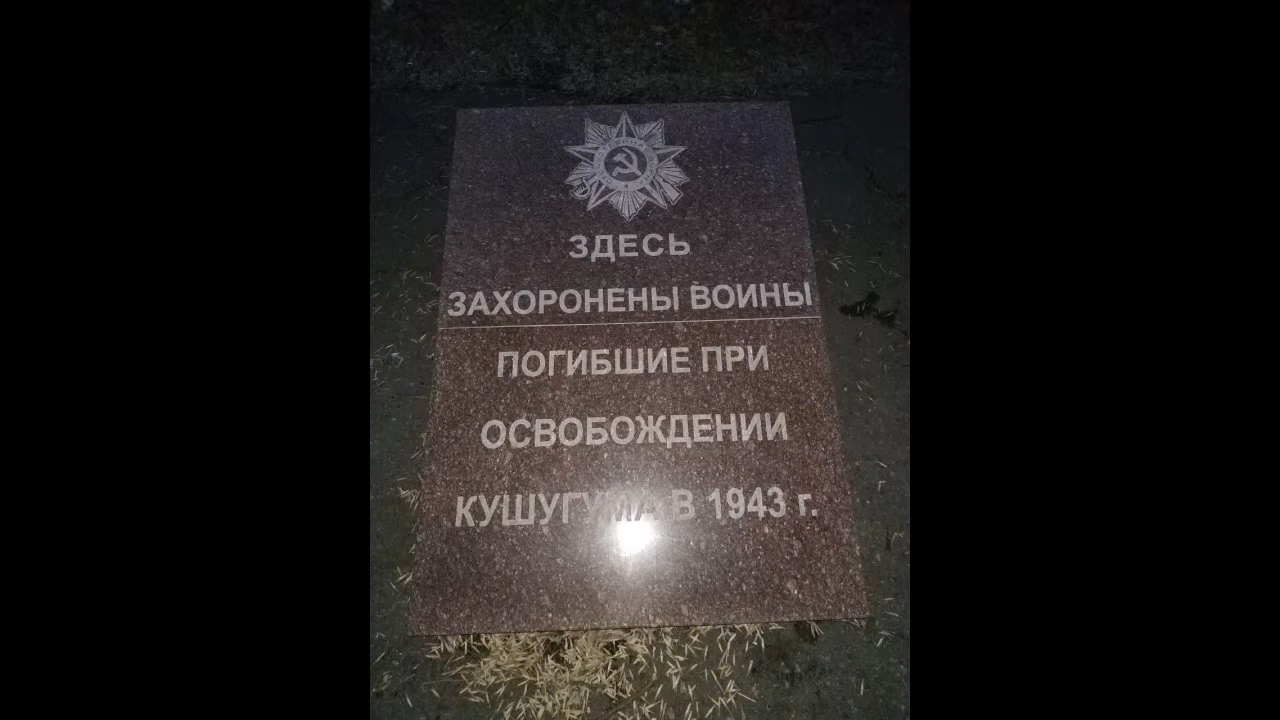 ЗДЕСЬ
ЗАХОРОНЕНЫ ВОИНЫ
ПОГИБШИЕ ПРИ
ОСВОБОЖДЕНИИ
КУШУГУМА В 1943 г.